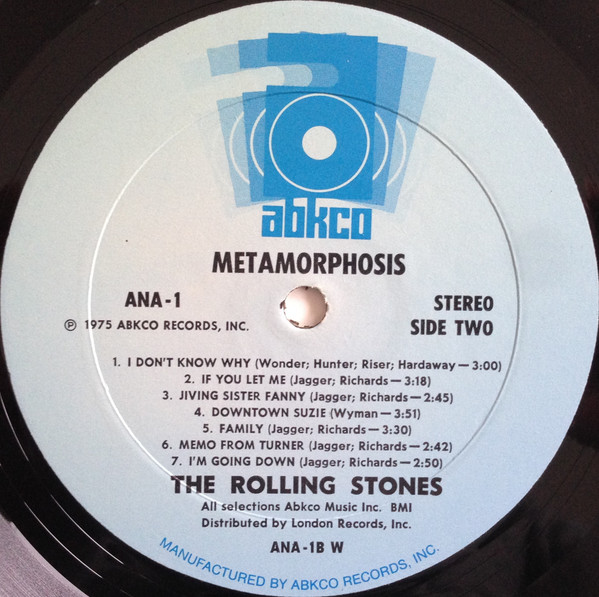 abkco
METAMORPHOSIS
ANA-1 STEREO
℗ 1975 ABKCO RECORDS, INC. SIDE TWO
1. I DON'T KNOW WHY (Wonder; Hunter; Riser; Hardaway—3:00)
2. IF YOU LET ME (Jagger; Richards—3:18)
3. JIVING SISTER FANNY (Jagger; Richards—2:45)
4. DOWNTOWN SUZIE (Wyman—3:51)
5. FAMILY (Jagger; Richards—3:30)
6. MEMO FROM TURNER (Jagger; Richards—2:42)
7. I'M GOING DOWN (Jagger; Richards—2:50)
THE ROLLING STONES
All selections Abkco Music Inc. BMI
Distributed by London Records, Inc.
ANA-1B W
MANUFACTURED BY ABKCO RECORDS, INC.